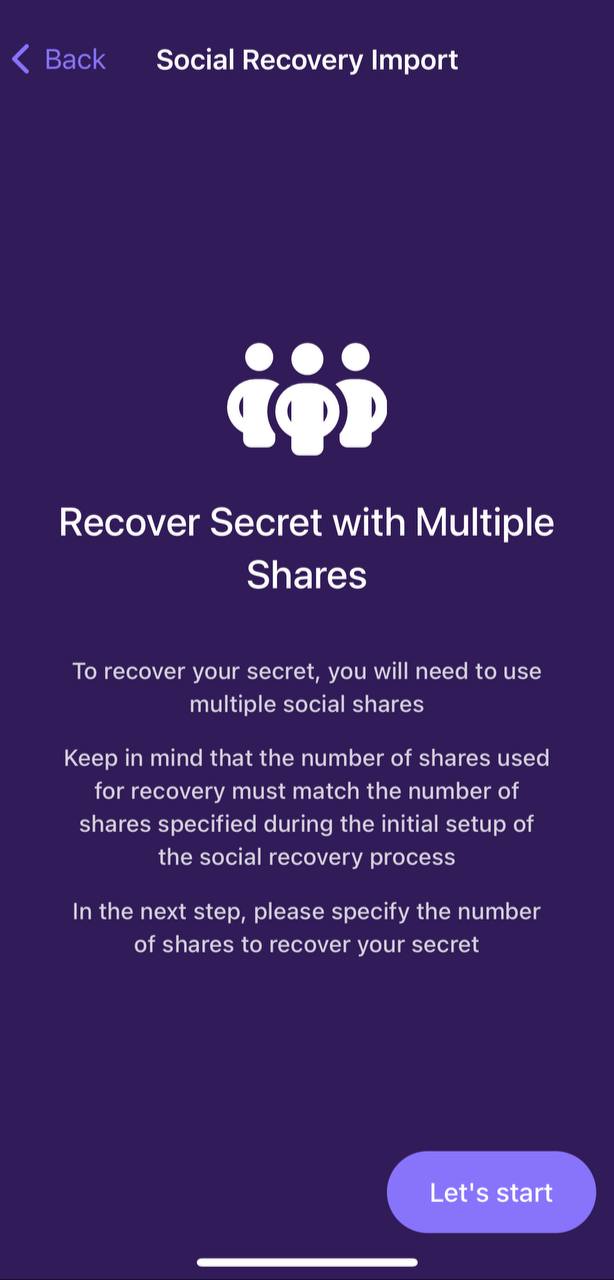 Back
Social Recovery Import
Recover Secret with Multiple
Shares
To recover your secret, you will need to use
multiple social shares
Keep in mind that the number of shares used
for recovery must match the number of
shares specified during the initial setup of
the social recovery process
In the next step, please specify the number
of shares to recover your secret
Let's start